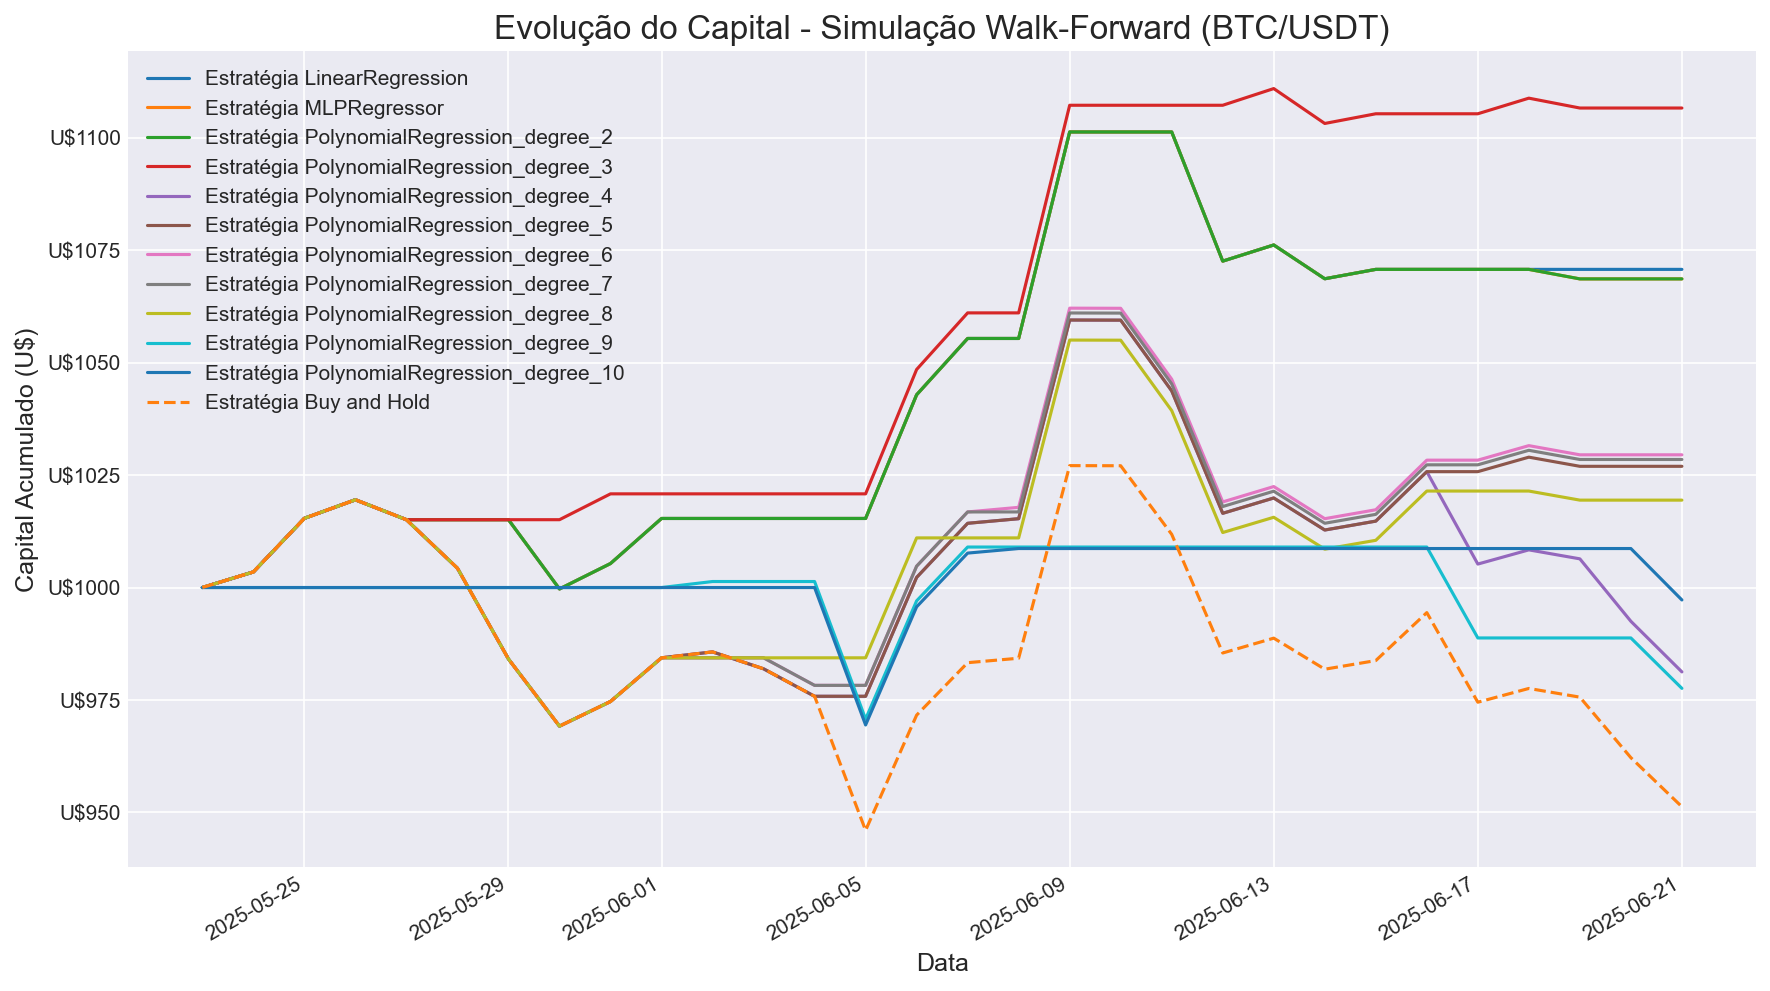 Evolução do Capital - Simulação Walk-Forward (BTC/USDT)
Estratégia LinearRegression
Estratégia MLPRegressor
Estratégia PolynomialRegression_degree_2
Estratégia PolynomialRegression_degree_3
Estratégia PolynomialRegression_degree_4
Estratégia PolynomialRegression_degree_5
Estratégia PolynomialRegression_degree_6
Estratégia PolynomialRegression_degree_7
Estratégia PolynomialRegression_degree_8
Estratégia PolynomialRegression_degree_9
Estratégia PolynomialRegression_degree_10
Estratégia Buy and Hold
Capital Acumulado (U$)
U$1100
U$1075
U$1050
U$1025
U$1000
U$975
U$950
2025-05-25
2025-05-29
2025-06-01
2025-06-05
2025-06-09
2025-06-13
2025-06-17
2025-06-21
Data